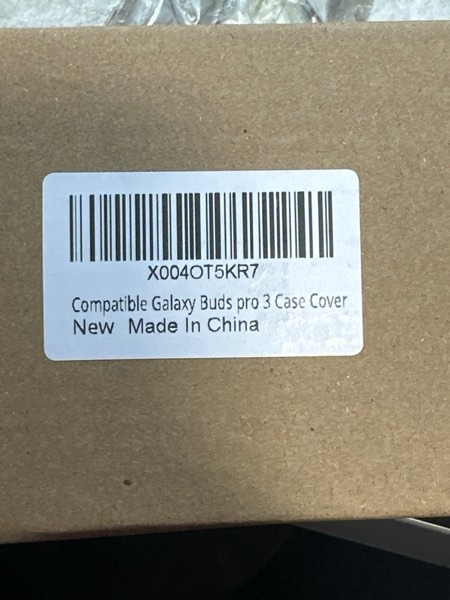 X004OT5KR7
Compatible Galaxy Buds pro 3 Case Cover
New Made In China